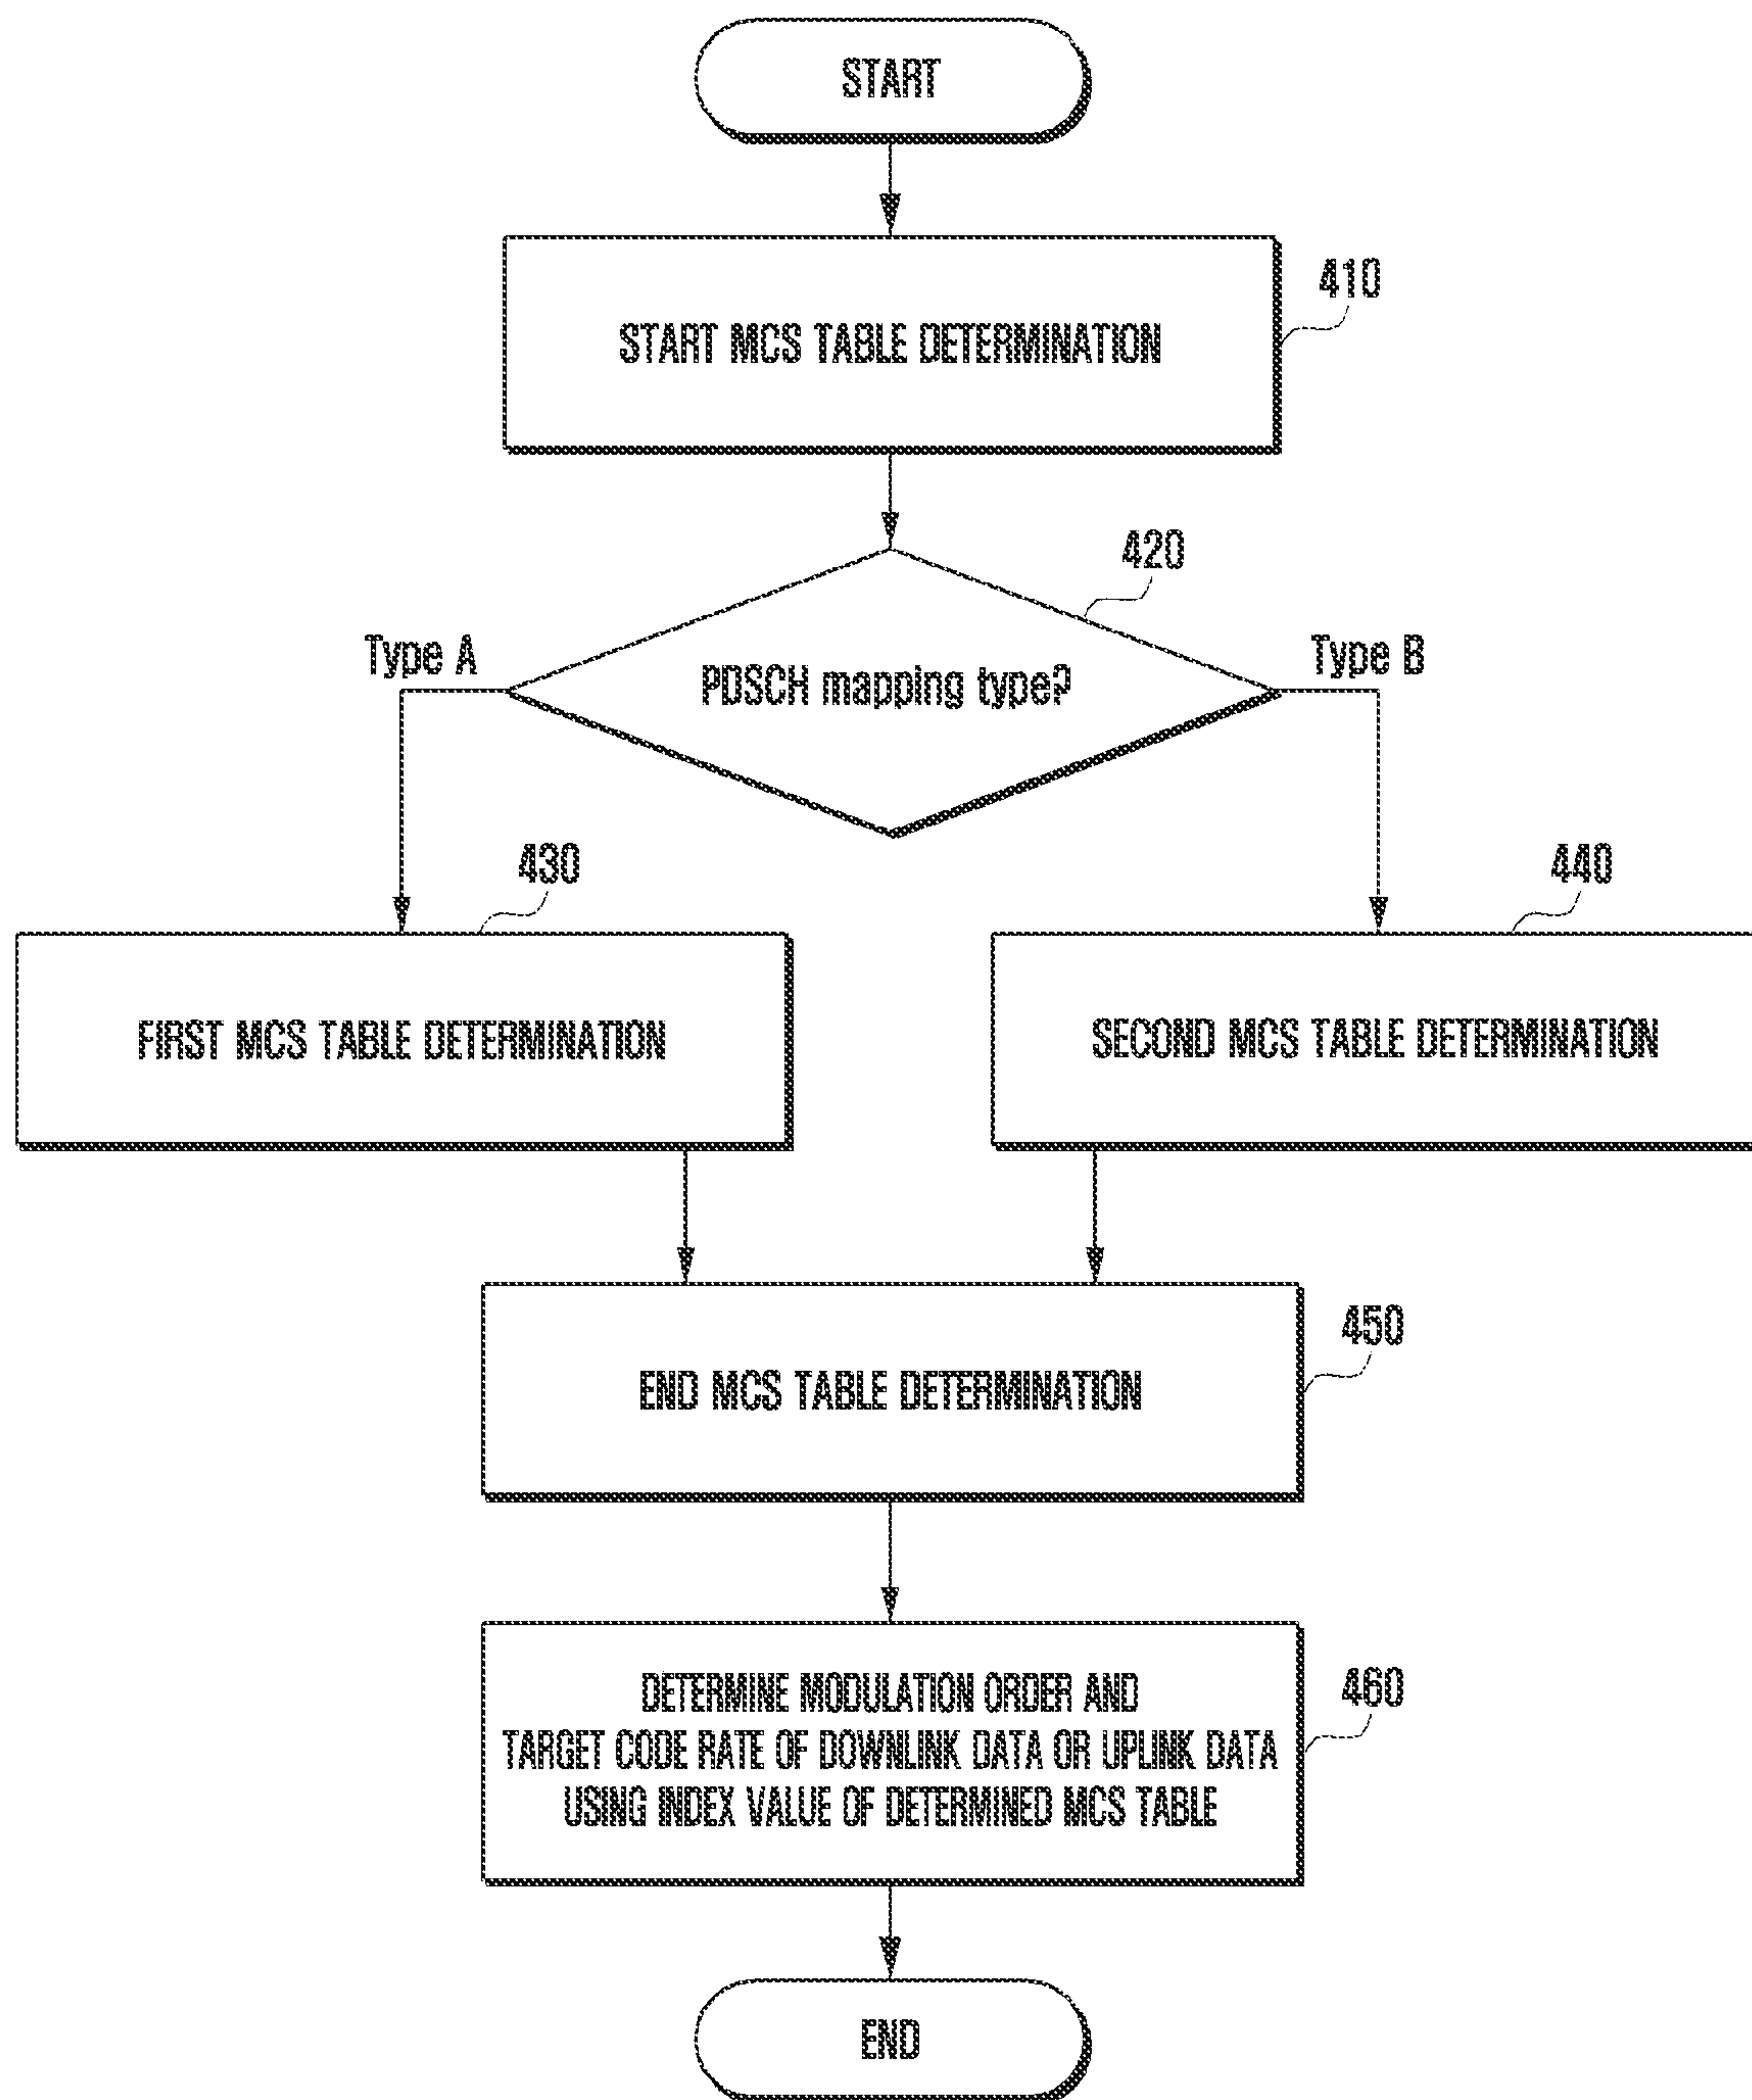 START
410
START MCS TABLE DETERMINATION
420
Type A
PDSCH mapping type?
Type B
430
440
FIRST MCS TABLE DETERMINATION
SECOND MCS TABLE DETERMINATION
450
END MCS TABLE DETERMINATION
460
DETERMINE MODULATION ORDER AND
TARGET CODE RATE OF DOWNLINK DATA OR UPLINK DATA
USING INDEX VALUE OF DETERMINED MCS TABLE
END